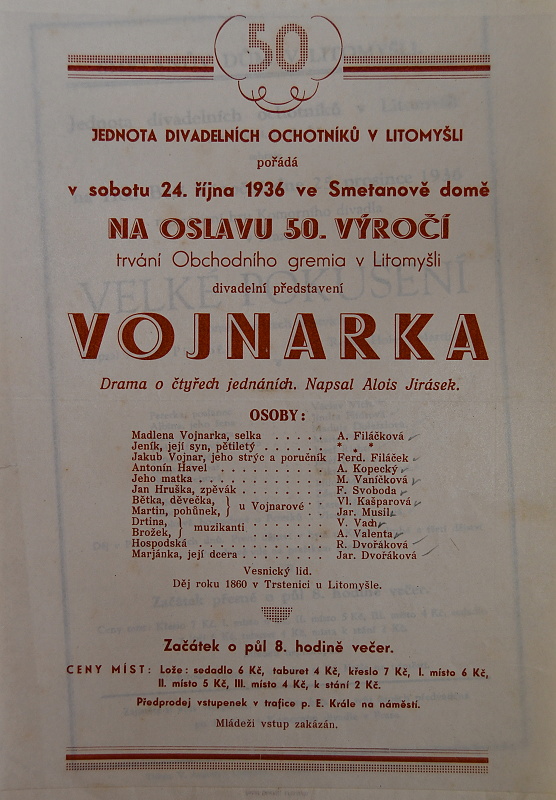 50
JEDNOTA DIVADELNÍCH OCHOTNÍKŮ V LITOMYŠLI
pořádá
v sobotu 24. října 1936 ve Smetanově domě
NA OSLAVU 50. VÝROČÍ
trvání Obchodního gremia v Litomyšli
divadelní představení
VOJNARKA
Drama o čtyřech jednáních. Napsal Alois Jirásek.
OSOBY:
Madlena Vojnarka, selka . . . . . A. Filáčková
Jeník, její syn, pětiletý . . . . . * * *
Jakub Vojnar, jeho strýc a poručník Ferd. Filáček
Antonín Havel . . . . . . . . . . A. Kopecký
Jeho matka . . . . . . . . . . . M. Vaníčková
Jan Hruška, zpěvák . . . . . . . . F. Svoboda
Bětka, děvečka, } u Vojnarové . . Vl. Kašparová
Martin, pohůnek, } Jar. Musil
Drtina, } muzikanti . . . . . . . V. Vach
Brožek, } A. Valenta
Hospodská . . . . . . . . . . . R. Dvořáková
Marjánka, její dcera . . . . . . . Jar. Dvořáková
Vesnický lid.
Děj roku 1860 v Trstenici u Litomyšle.
Začátek o půl 8. hodině večer.
CENY MÍST: Lože: sedadlo 6 Kč, taburet 4 Kč, křeslo 7 Kč, I. místo 6 Kč,
II. místo 5 Kč, III. místo 4 Kč, k stání 2 Kč.
Předprodej vstupenek v trafice p. E. Krále na náměstí.
Mládeži vstup zakázán.